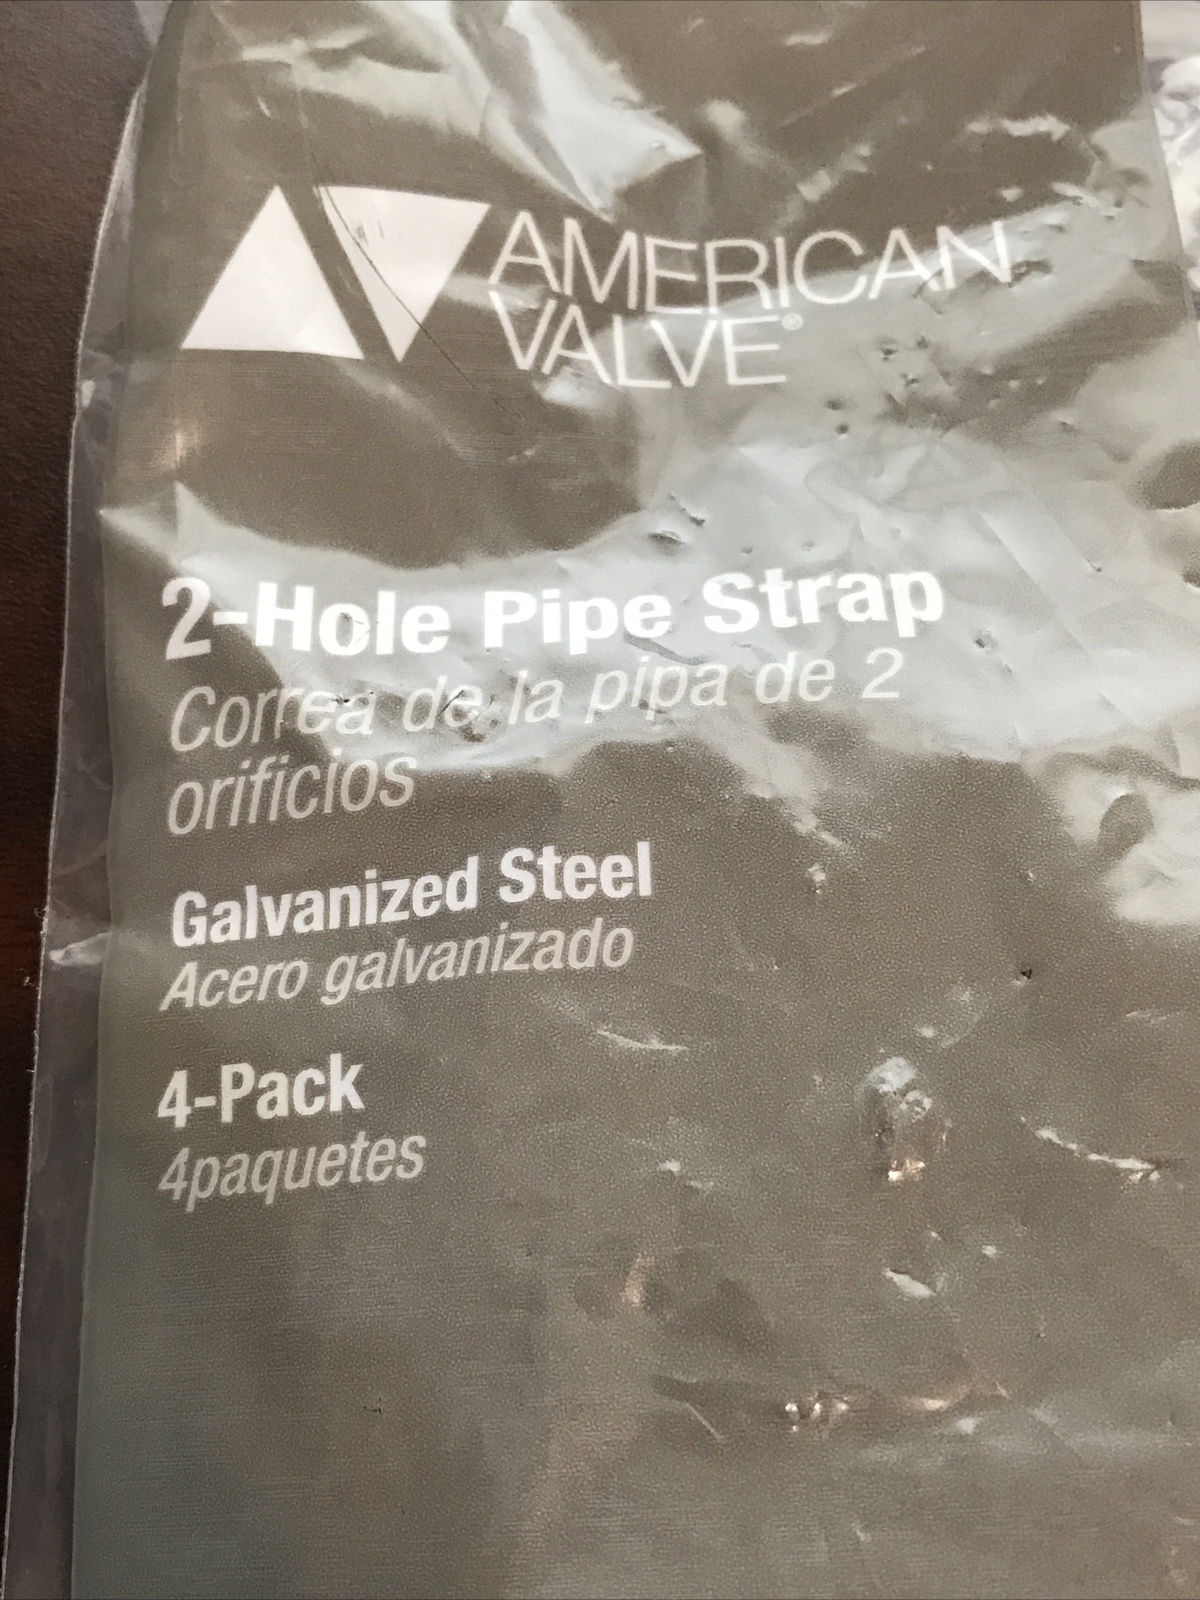 AMERICAN
VALVE®
2-Hole Pipe Strap
Correa de la pipa de 2
orificios
Galvanized Steel
Acero galvanizado
4-Pack
4paquetes